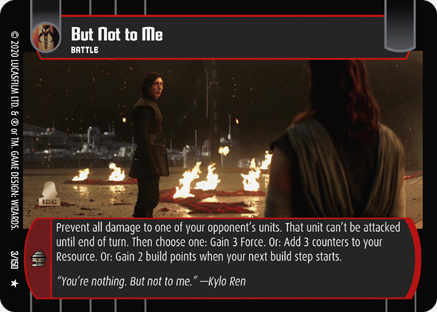 But Not to Me
BATTLE
© 2020 LUCASFILM LTD. & ® or TM. GAME DESIGN, WIZARDS.
3/150
Prevent all damage to one of your opponent's units. That unit can't be attacked
until end of turn. Then choose one: Gain 3 Force. Or: Add 3 counters to your
Resource. Or: Gain 2 build points when your next build step starts.
"You're nothing. But not to me." —Kylo Ren